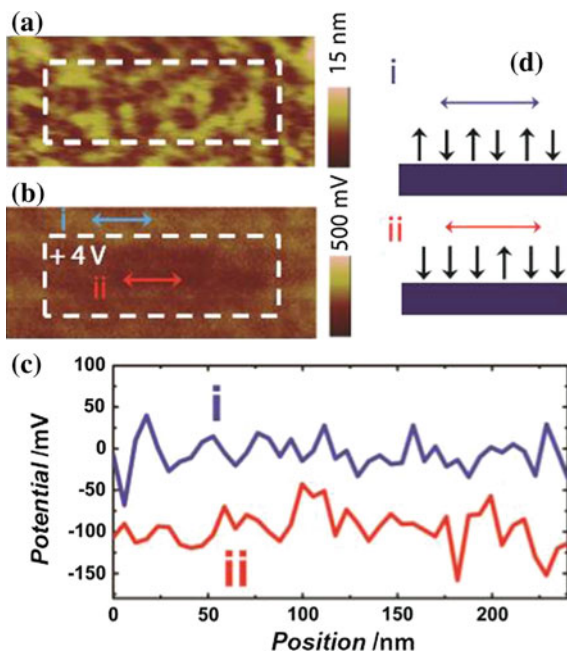 (a)
15 nm
(d)
i
(b)
i
+ 4 V
ii
500 mV
ii
(c)
100
50
0
-50
-100
-150
Potential /mV
i
ii
0
50
100
150
200
Position /nm